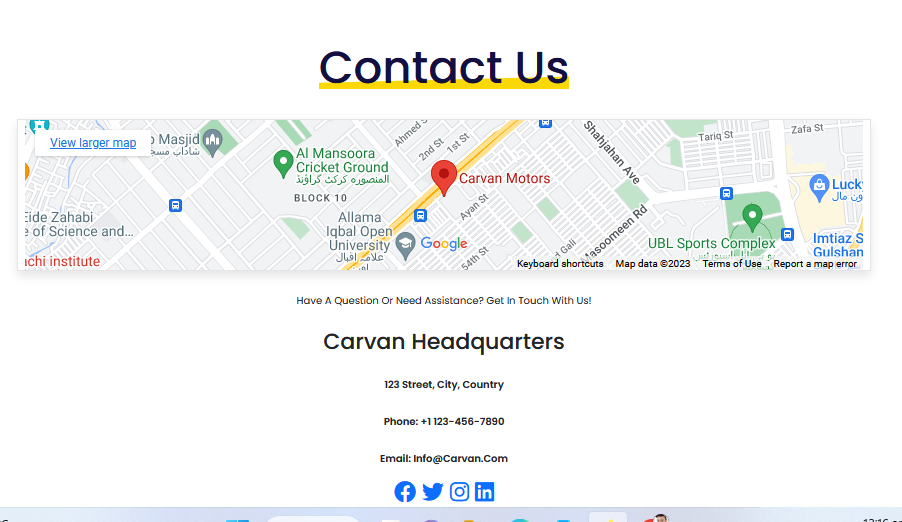 Contact Us
View larger map
Masjid
شاداب مسجد
Ahmed S
2nd St
1st St
Shahjahan Ave
Tariq St
Zafa St
Al Mansoora
Cricket Ground
المنصورہ کرکٹ گراؤنڈ
BLOCK 10
Carvan Motors
Ayan St
Allama
Iqbal Open
University
علامہ اقبال
Google
54th St
Gali
Masoomeen Rd
UBL Sports Complex
Eide Zahabi
e of Science and...
achi institute
Luck
ون مال
Imtiaz S
Gulshan
Keyboard shortcuts
Map data ©2023
Terms of Use
Report a map error
Have A Question Or Need Assistance? Get In Touch With Us!
Carvan Headquarters
123 Street, City, Country
Phone: +1 123-456-7890
Email: Info@Carvan.Com